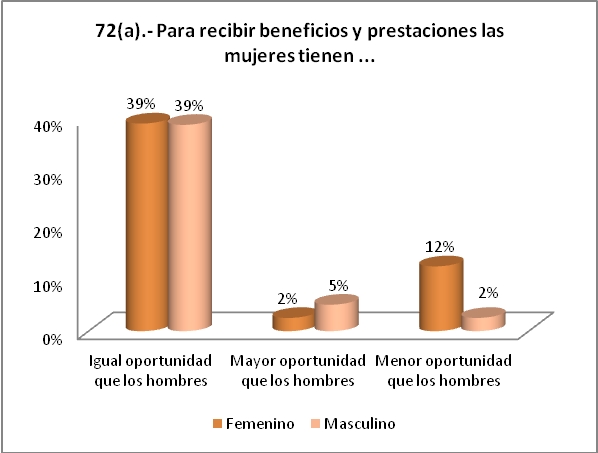 72(a).- Para recibir beneficios y prestaciones las
mujeres tienen ...
39% 39%
40%
30%
20%
10%
0%
2% 5%
12% 2%
Igual oportunidad
que los hombres
Mayor oportunidad
que los hombres
Menor oportunidad
que los hombres
Femenino Masculino